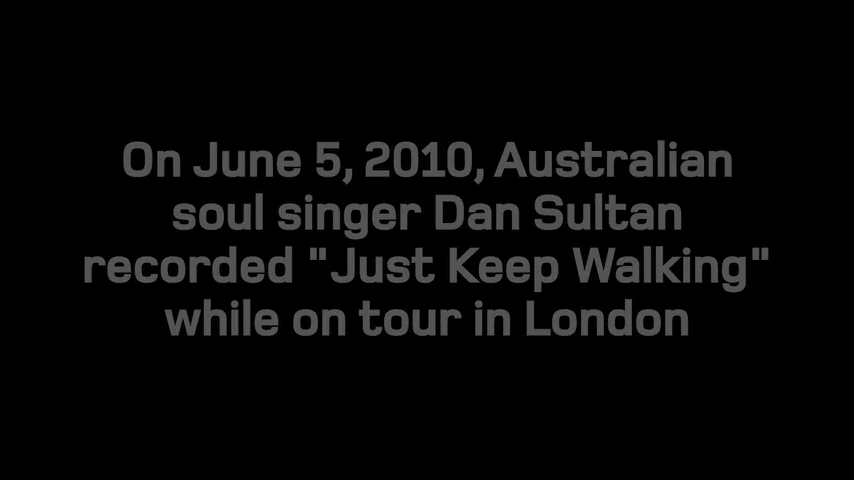 On June 5, 2010, Australian
soul singer Dan Sultan
recorded "Just Keep Walking"
while on tour in London